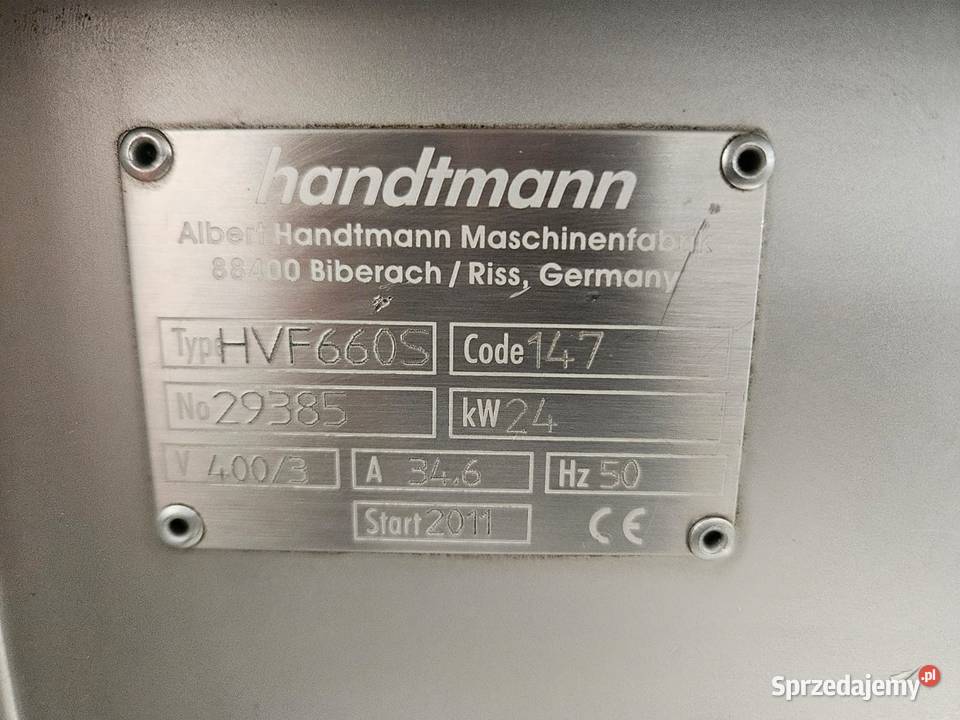 handtmann
Albert Handtmann Maschinenfabrik
88400 Biberach / Riss, Germany
Type HVF660S Code 147
No 29385 kW 24
V 400/3 A 34.6 Hz 50
Start 2011 CE
Sprzedajemy.pl